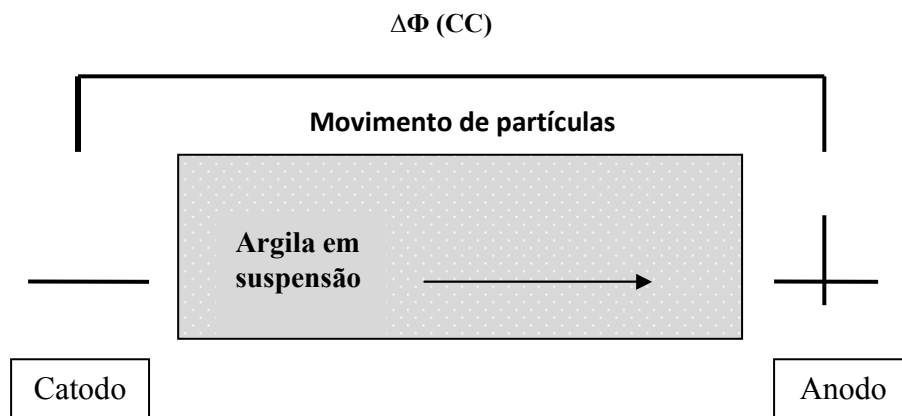 ΔΦ (CC)
Movimento de partículas
Argila em
suspensão
Catodo
Anodo